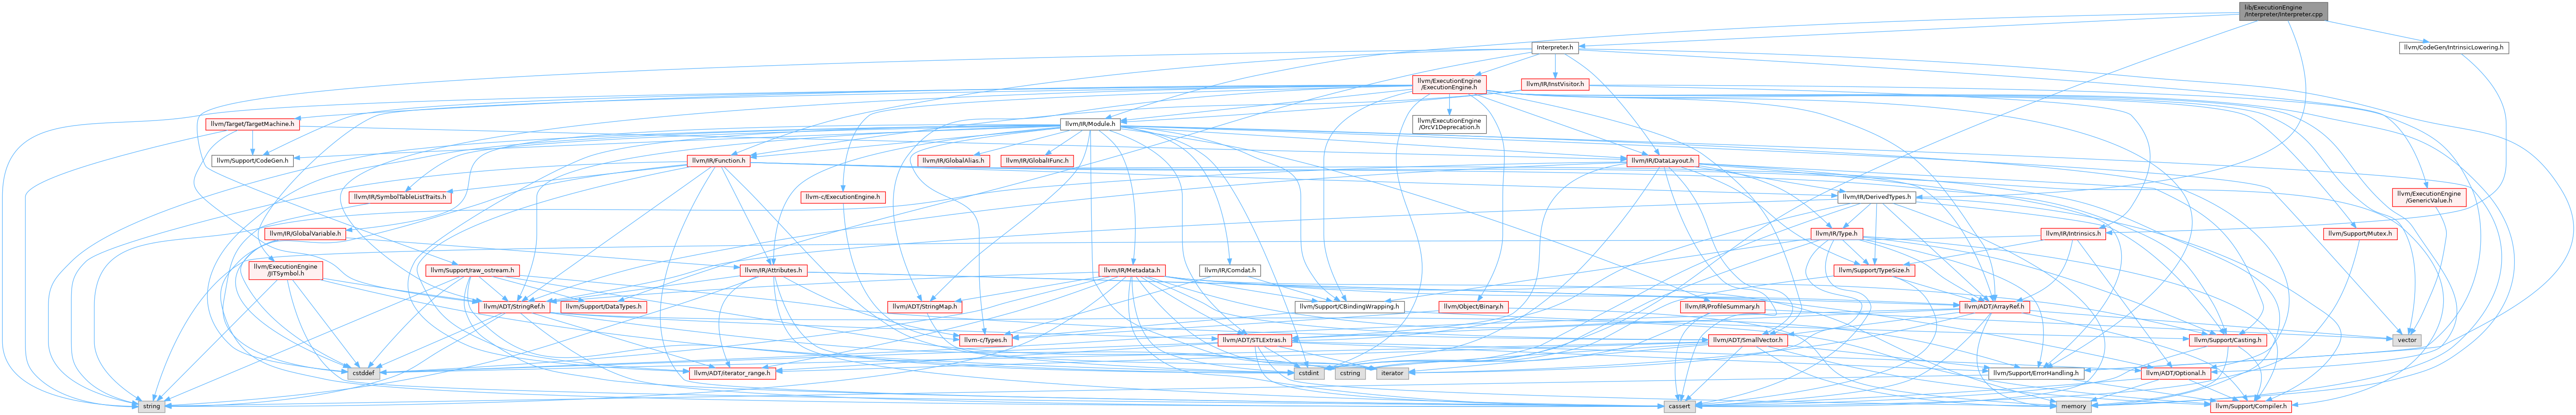 lib/ExecutionEngine
/Interpreter/Interpreter.cpp
Interpreter.h
llvm/CodeGen/IntrinsicLowering.h
llvm/ExecutionEngine
/ExecutionEngine.h
llvm/IR/InstVisitor.h
llvm/Target/TargetMachine.h
llvm/IR/Module.h
llvm/ExecutionEngine
/OrcV1Deprecation.h
llvm/Support/CodeGen.h
llvm/IR/Function.h
llvm/IR/GlobalAlias.h
llvm/IR/GlobalIFunc.h
llvm/IR/DataLayout.h
llvm/IR/SymbolTableListTraits.h
llvm-c/ExecutionEngine.h
llvm/IR/DerivedTypes.h
llvm/ExecutionEngine
/GenericValue.h
llvm/IR/GlobalVariable.h
llvm/IR/Type.h
llvm/IR/Intrinsics.h
llvm/Support/Mutex.h
llvm/ExecutionEngine
/JITSymbol.h
llvm/Support/raw_ostream.h
llvm/IR/Attributes.h
llvm/IR/Metadata.h
llvm/IR/Comdat.h
llvm/Support/TypeSize.h
llvm/ADT/StringRef.h
llvm/Support/DataTypes.h
llvm/ADT/StringMap.h
llvm/Support/CBindingWrapping.h
llvm/Object/Binary.h
llvm/IR/ProfileSummary.h
llvm/ADT/ArrayRef.h
llvm-c/Types.h
llvm/ADT/STLExtras.h
llvm/ADT/SmallVector.h
llvm/Support/Casting.h
vector
cstddef
llvm/ADT/iterator_range.h
cstdint
cstring
iterator
llvm/Support/ErrorHandling.h
llvm/ADT/Optional.h
string
cassert
memory
llvm/Support/Compiler.h